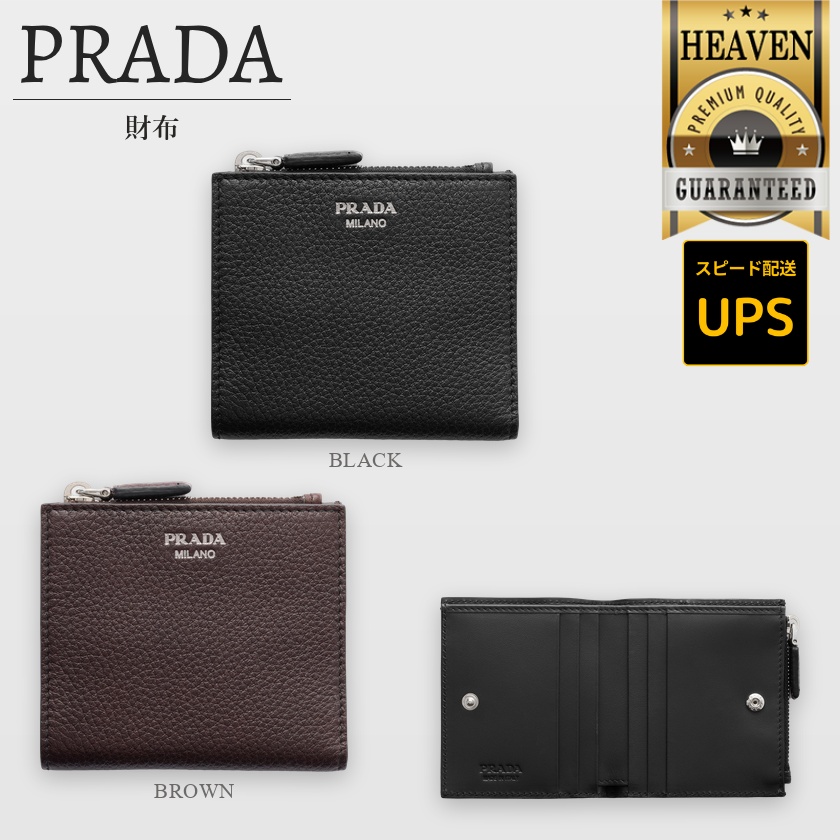 PRADA
財布
HEAVEN
PREMIUM QUALITY
GUARANTEED
スピード配送
UPS
PRADA
MILANO
BLACK
PRADA
MILANO
BROWN
PRADA